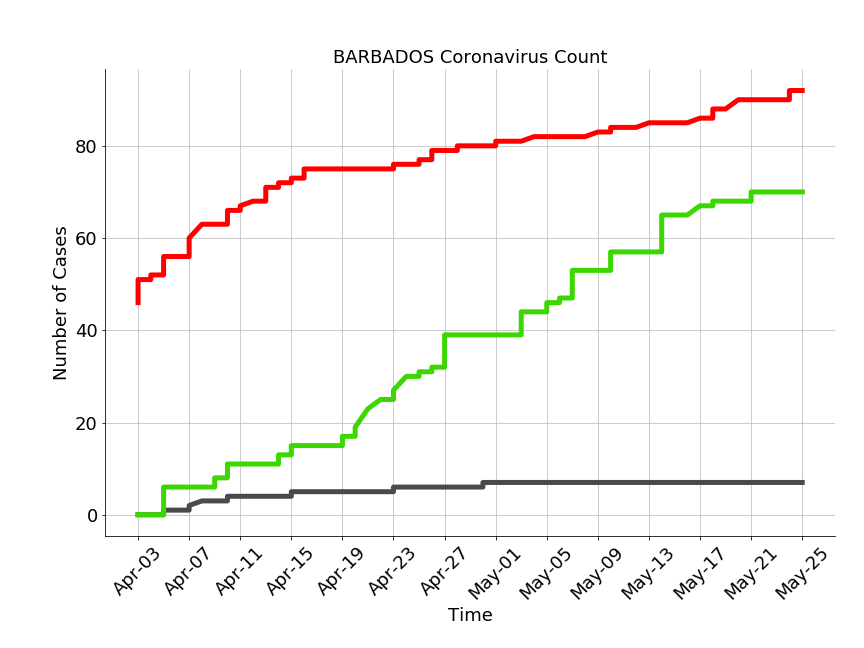 BARBADOS Coronavirus Count
Number of Cases
80
60
40
20
0
Apr-03
Apr-07
Apr-11
Apr-15
Apr-19
Apr-23
Apr-27
May-01
May-05
May-09
May-13
May-17
May-21
May-25
Time